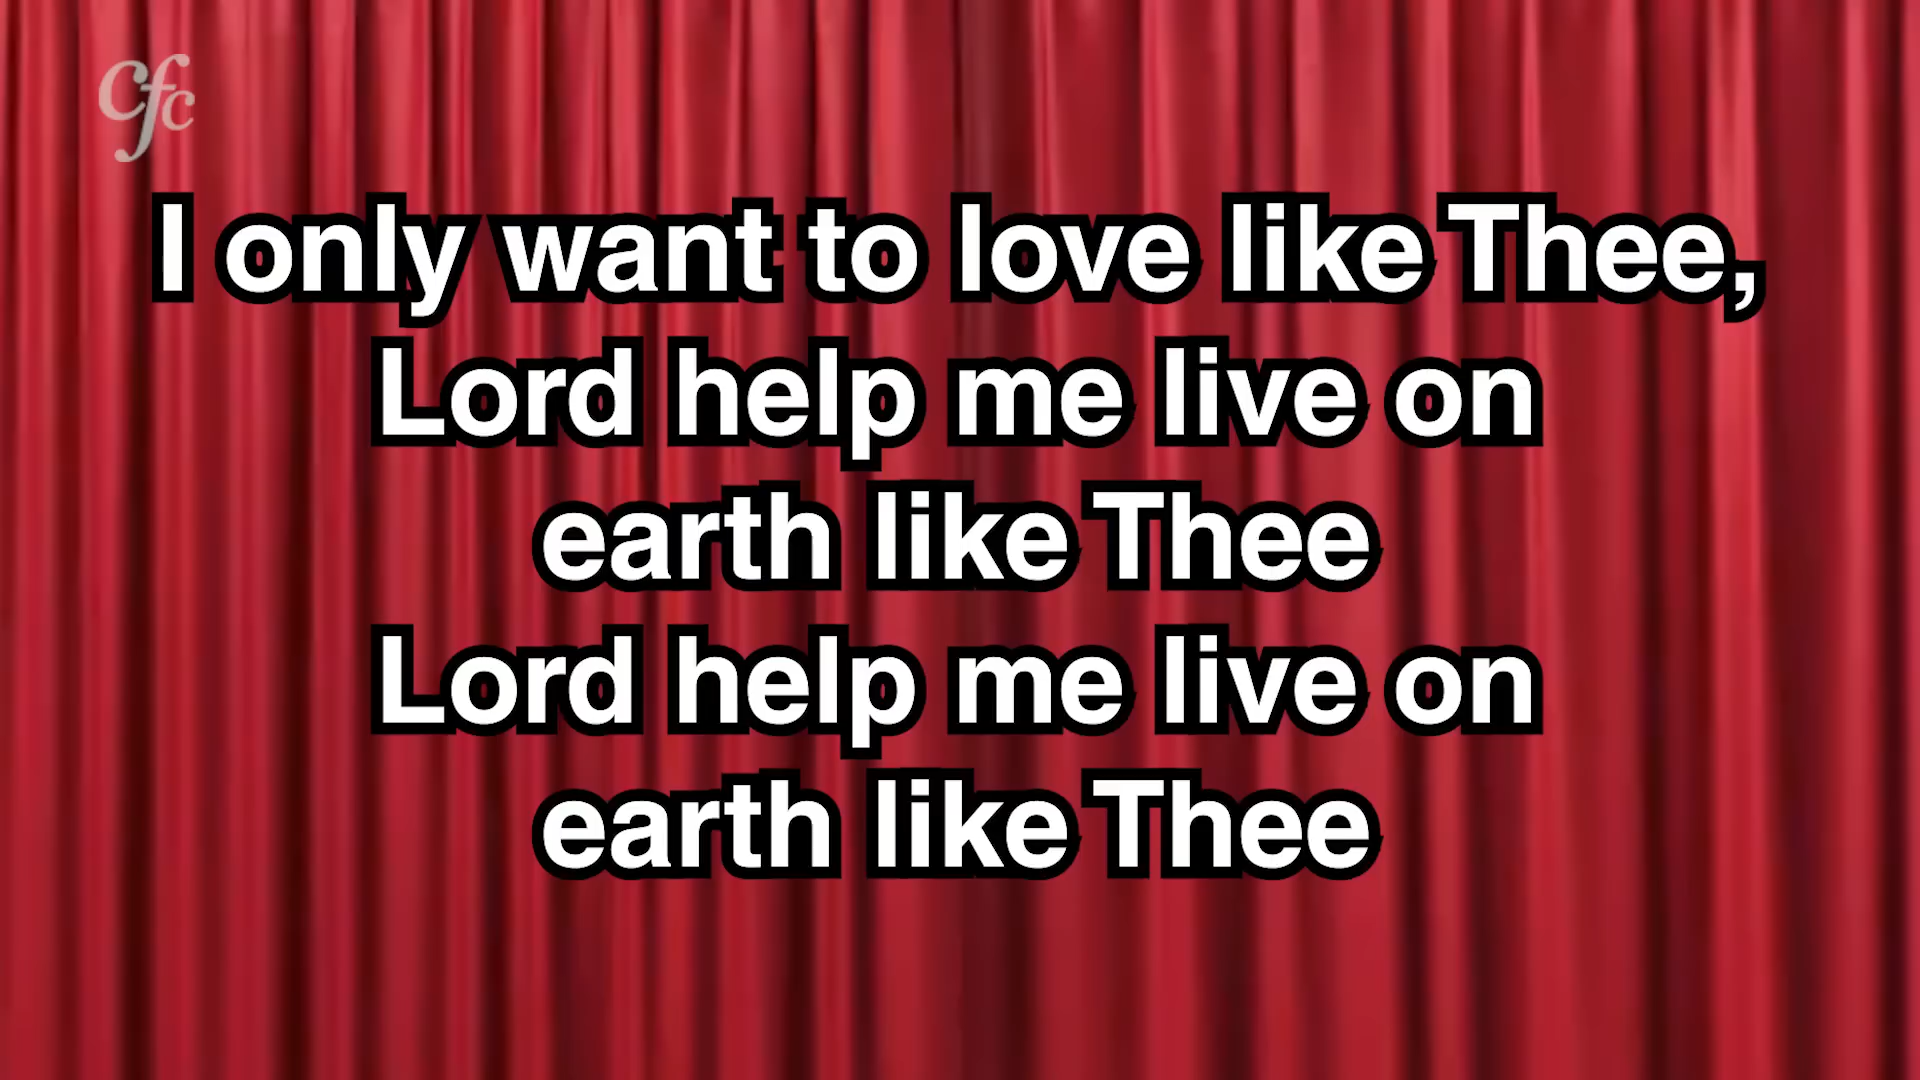 cfc
I only want to love like Thee,
Lord help me live on
earth like Thee
Lord help me live on
earth like Thee